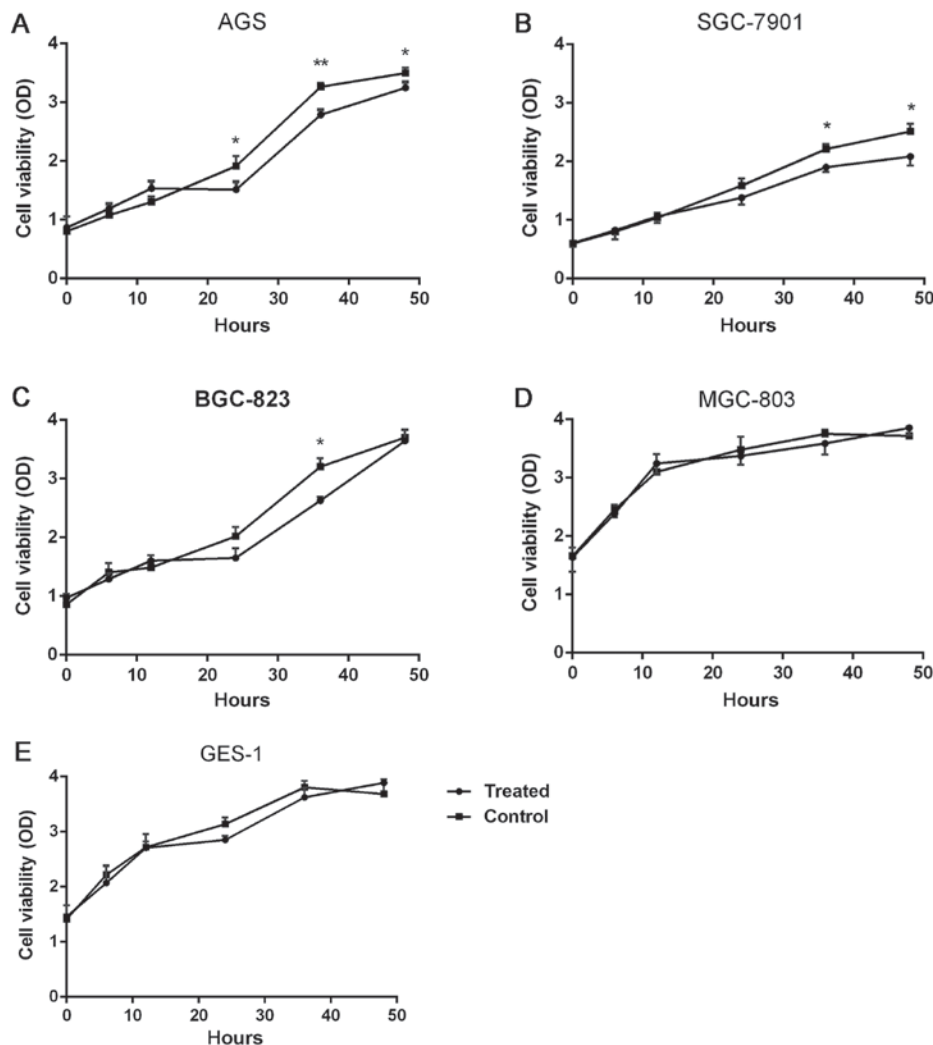 A
AGS
Cell viability (OD)
4
3
2
1
0
*
**
*
0 10 20 30 40 50
Hours
B
SGC-7901
Cell viability (OD)
4
3
2
1
0
*
*
0 10 20 30 40 50
Hours
C
BGC-823
Cell viability (OD)
4
3
2
1
0
*
0 10 20 30 40 50
Hours
D
MGC-803
Cell viability (OD)
4
3
2
1
0
0 10 20 30 40 50
Hours
E
GES-1
Cell viability (OD)
4
3
2
1
0
0 10 20 30 40 50
Hours
Treated
Control